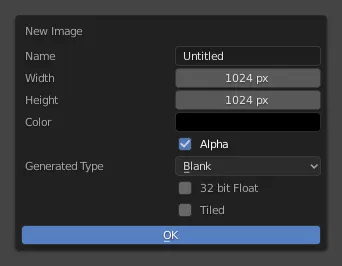 New Image
Name Untitled
Width 1024 px
Height 1024 px
Color
Alpha
Generated Type Blank
32 bit Float
Tiled
OK